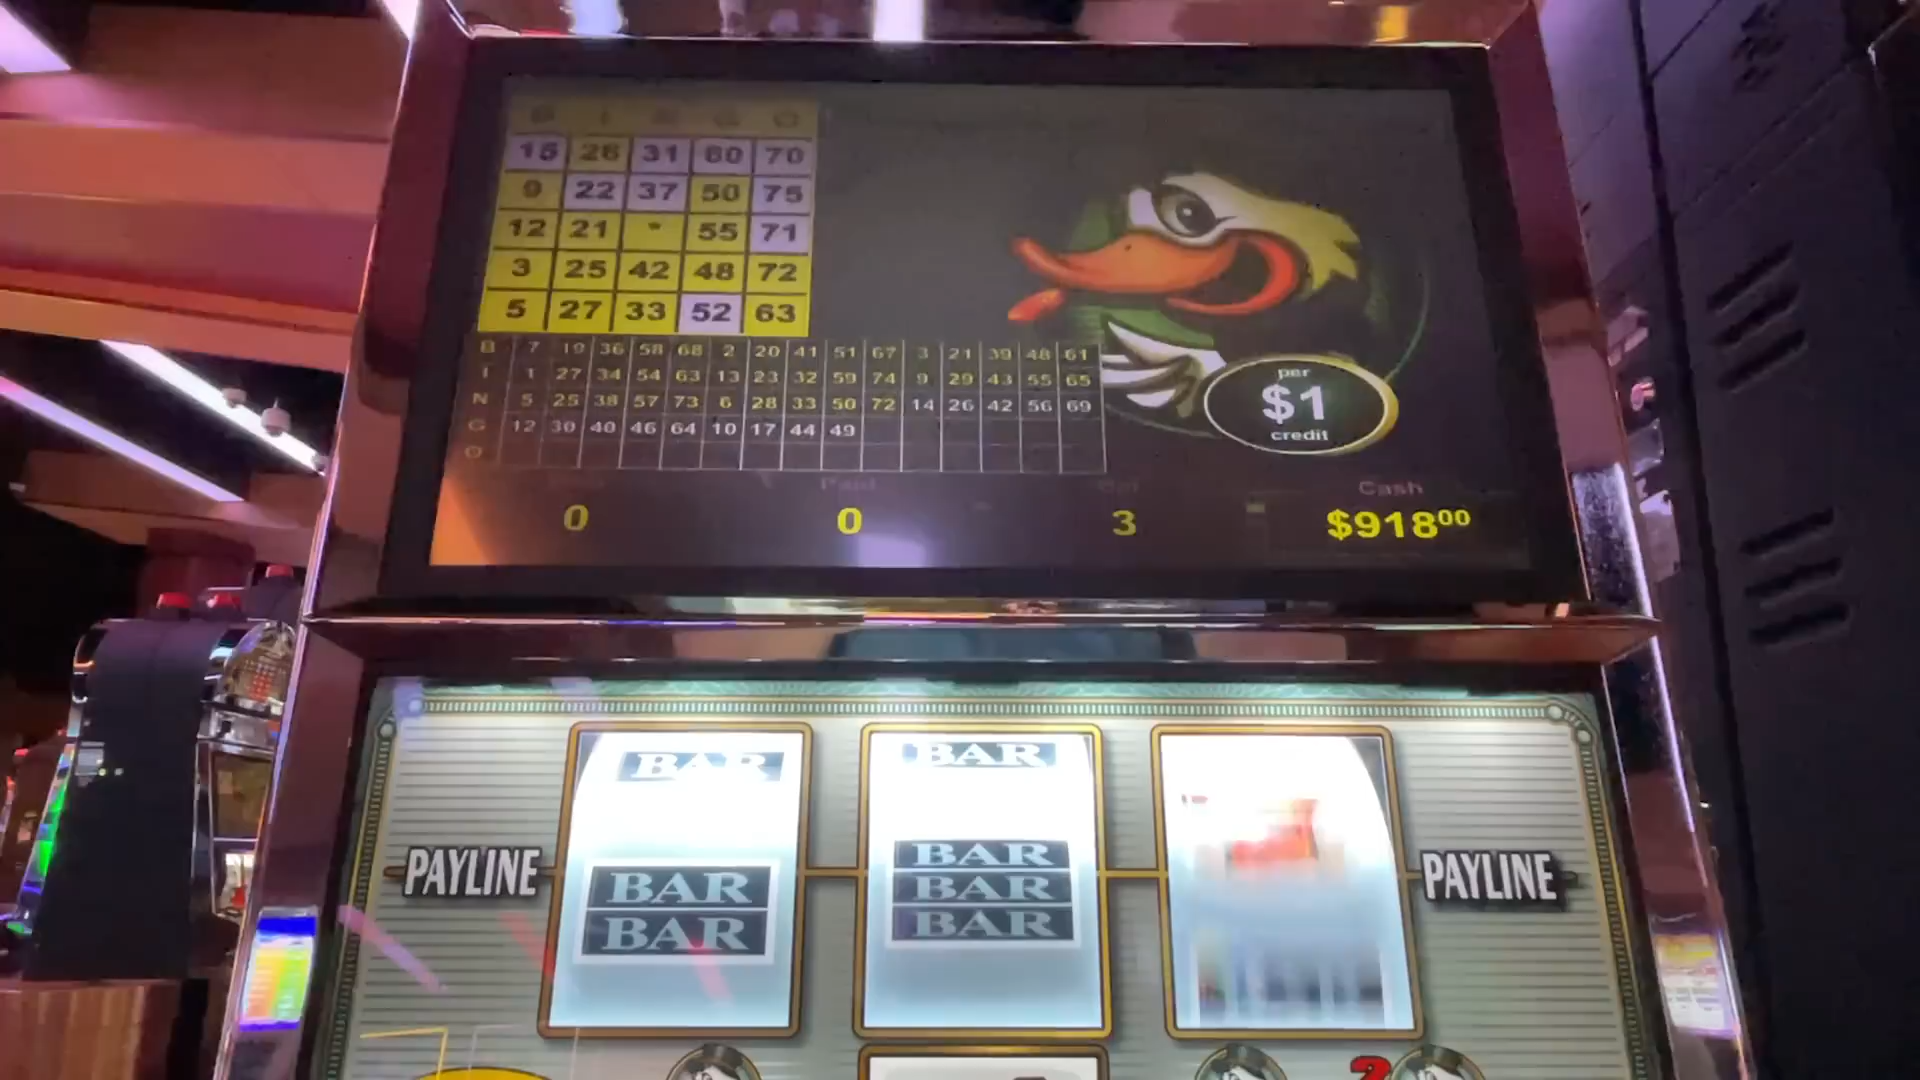 15 26 31 60 70
9 22 37 50 75
12 21 * 55 71
3 25 42 48 72
5 27 33 52 63
B 7 19 36 58 68 2 20 41 51 67 3 21 39 48 61
I 1 27 34 54 63 13 23 32 59 74 9 29 43 55 65
N 5 25 38 57 73 6 28 33 50 72 14 26 42 56 69
G 12 30 40 46 64 10 17 44 49
O
per
$1
credit
Paid Bet Cash
0 0 3 $918⁰⁰
BAR BAR
PAYLINE BAR BAR PAYLINE
BAR BAR
BAR